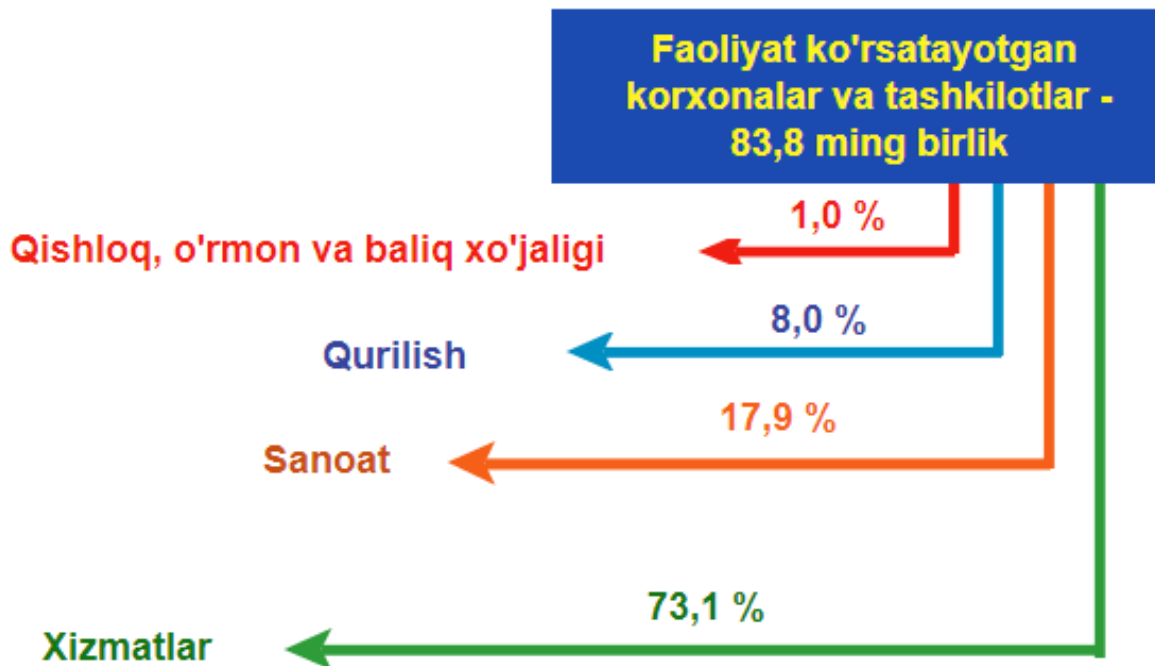 Faoliyat ko'rsatayotgan
korxonalar va tashkilotlar -
83,8 ming birlik
1,0 %
Qishloq, o'rmon va baliq xo'jaligi
8,0 %
Qurilish
17,9 %
Sanoat
73,1 %
Xizmatlar